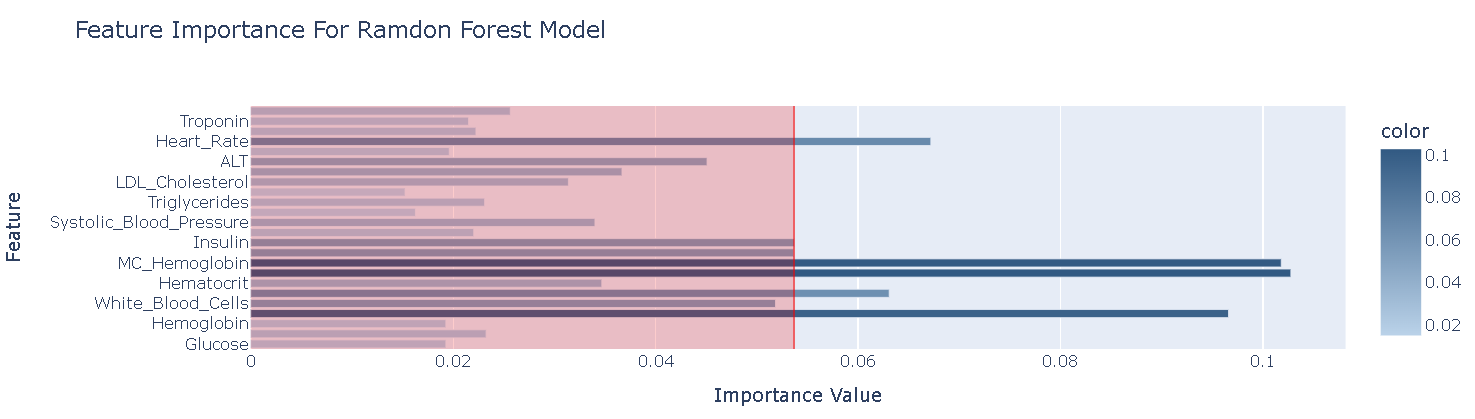 Feature Importance For Ramdon Forest Model
Feature
Troponin
Heart_Rate
ALT
LDL_Cholesterol
Triglycerides
Systolic_Blood_Pressure
Insulin
MC_Hemoglobin
Hematocrit
White_Blood_Cells
Hemoglobin
Glucose
0
0.02
0.04
0.06
0.08
0.1
Importance Value
color
0.1
0.08
0.06
0.04
0.02